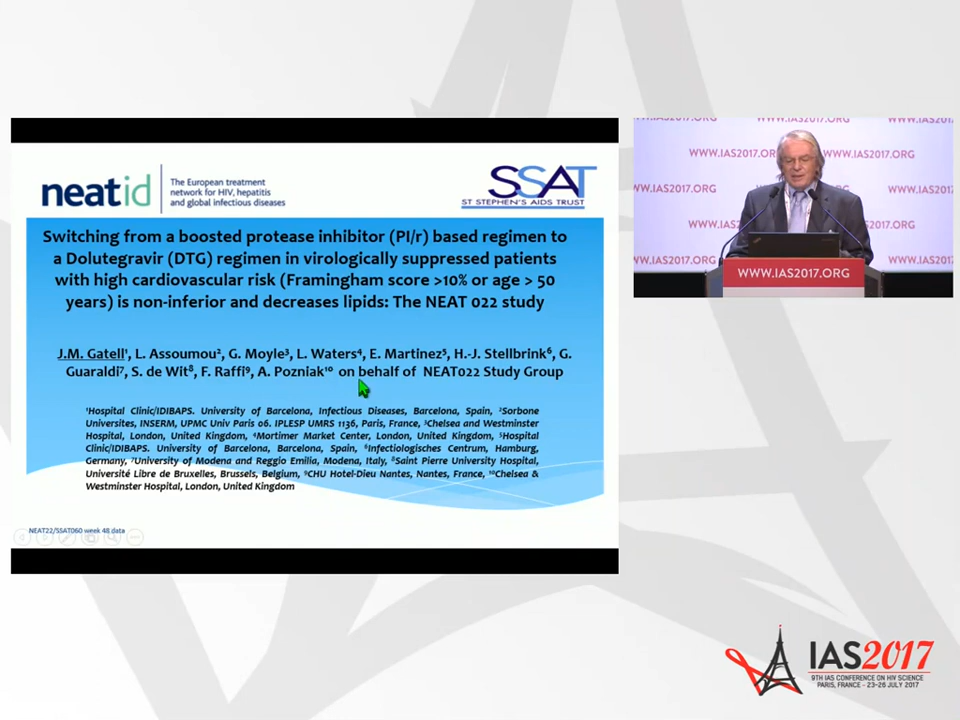 neatid
The European treatment
network for HIV, hepatitis
and global infectious diseases
SSAT
ST STEPHEN'S AIDS TRUST
Switching from a boosted protease inhibitor (PI/r) based regimen to
a Dolutegravir (DTG) regimen in virologically suppressed patients
with high cardiovascular risk (Framingham score >10% or age > 50
years) is non-inferior and decreases lipids: The NEAT 022 study
J.M. Gatell¹, L. Assoumou², G. Moyle³, L. Waters⁴, E. Martinez⁵, H.-J. Stellbrink⁶, G.
Guaraldi⁷, S. de Wit⁸, F. Raffi⁹, A. Pozniak¹⁰ on behalf of NEAT022 Study Group
¹Hospital Clinic/IDIBAPS. University of Barcelona, Infectious Diseases, Barcelona, Spain, ²Sorbone
Universites, INSERM, UPMC Univ Paris 06. IPLESP UMRS 1136, Paris, France, ³Chelsea and Westminster
Hospital, London, United Kingdom, ⁴Mortimer Market Center, London, United Kingdom, ⁵Hospital
Clinic/IDIBAPS. University of Barcelona, Barcelona, Spain, ⁶Infectiologisches Centrum, Hamburg,
Germany, ⁷University of Modena and Reggio Emilia, Modena, Italy, ⁸Saint Pierre University Hospital,
Université Libre de Bruxelles, Brussels, Belgium, ⁹CHU Hotel-Dieu Nantes, Nantes, France, ¹⁰Chelsea &
Westminster Hospital, London, United Kingdom
NEAT22/SSAT060 week 48 data
WWW.IAS2017.ORG
WWW.IAS2017.ORG
WWW.IAS2017.ORG
WWW.IAS2017.ORG
IAS2017
9TH IAS CONFERENCE ON HIV SCIENCE
PARIS, FRANCE - 23-26 JULY 2017